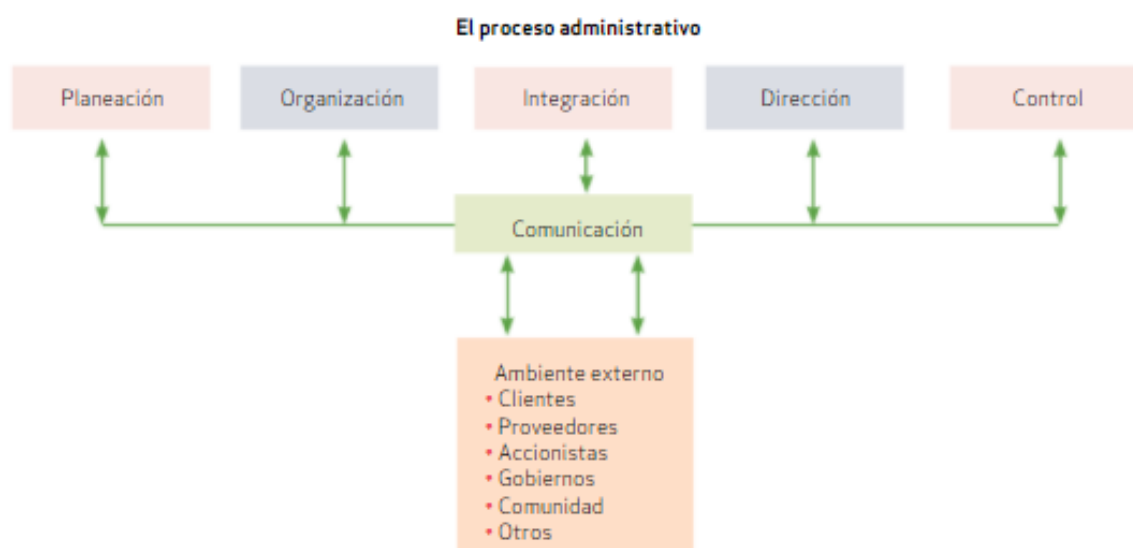 El proceso administrativo
Planeación
Organización
Integración
Dirección
Control
Comunicación
Ambiente externo
• Clientes
• Proveedores
• Accionistas
• Gobiernos
• Comunidad
• Otros